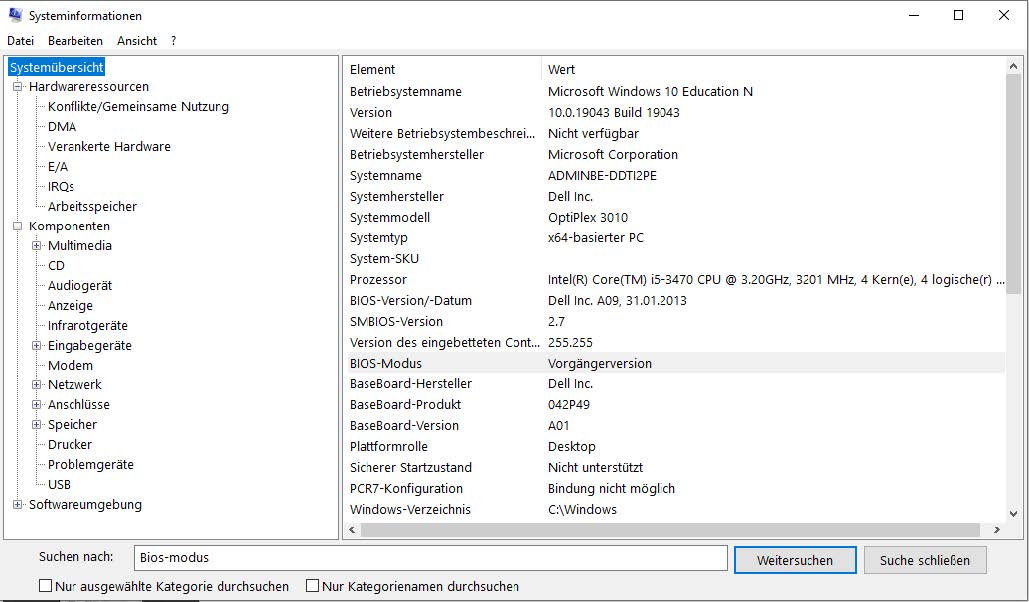 Systeminformationen
Datei Bearbeiten Ansicht ?
Systemübersicht
Hardwareressourcen
Konflikte/Gemeinsame Nutzung
DMA
Verankerte Hardware
E/A
IRQs
Arbeitsspeicher
Komponenten
Multimedia
CD
Audiogerät
Anzeige
Infrarotgeräte
Eingabegeräte
Modem
Netzwerk
Anschlüsse
Speicher
Drucker
Problemgeräte
USB
Softwareumgebung
Element Wert
Betriebsystemname Microsoft Windows 10 Education N
Version 10.0.19043 Build 19043
Weitere Betriebsystembeschrei... Nicht verfügbar
Betriebsystemhersteller Microsoft Corporation
Systemname ADMINBE-DDTI2PE
Systemhersteller Dell Inc.
Systemmodell OptiPlex 3010
Systemtyp x64-basierter PC
System-SKU
Prozessor Intel(R) Core(TM) i5-3470 CPU @ 3.20GHz, 3201 MHz, 4 Kern(e), 4 logische(r) ...
BIOS-Version/-Datum Dell Inc. A09, 31.01.2013
SMBIOS-Version 2.7
Version des eingebetteten Cont... 255.255
BIOS-Modus Vorgängerversion
BaseBoard-Hersteller Dell Inc.
BaseBoard-Produkt 042P49
BaseBoard-Version A01
Plattformrolle Desktop
Sicherer Startzustand Nicht unterstützt
PCR7-Konfiguration Bindung nicht möglich
Windows-Verzeichnis C:\Windows
Suchen nach: Bios-modus Weitersuchen Suche schließen
Nur ausgewählte Kategorie durchsuchen Nur Kategorienamen durchsuchen